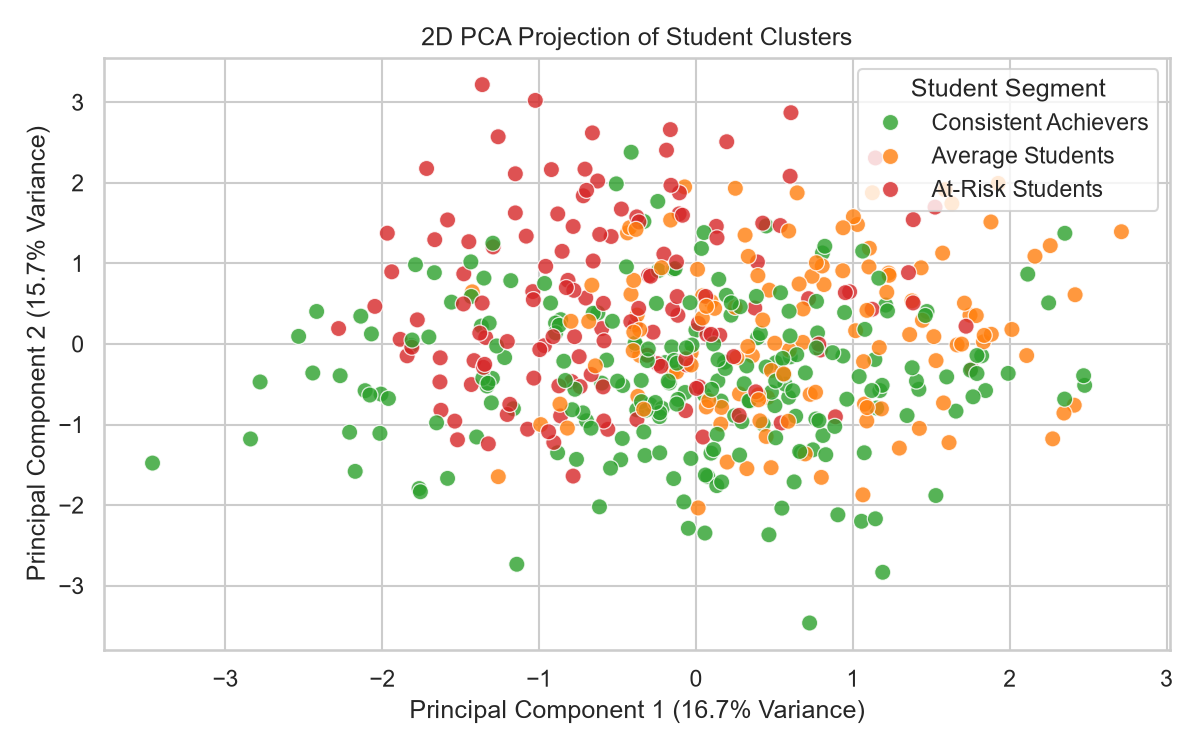 2D PCA Projection of Student Clusters
Student Segment
Consistent Achievers
Average Students
At-Risk Students
Principal Component 2 (15.7% Variance)
3
2
1
0
−1
−2
−3
−3
−2
−1
0
1
2
3
Principal Component 1 (16.7% Variance)